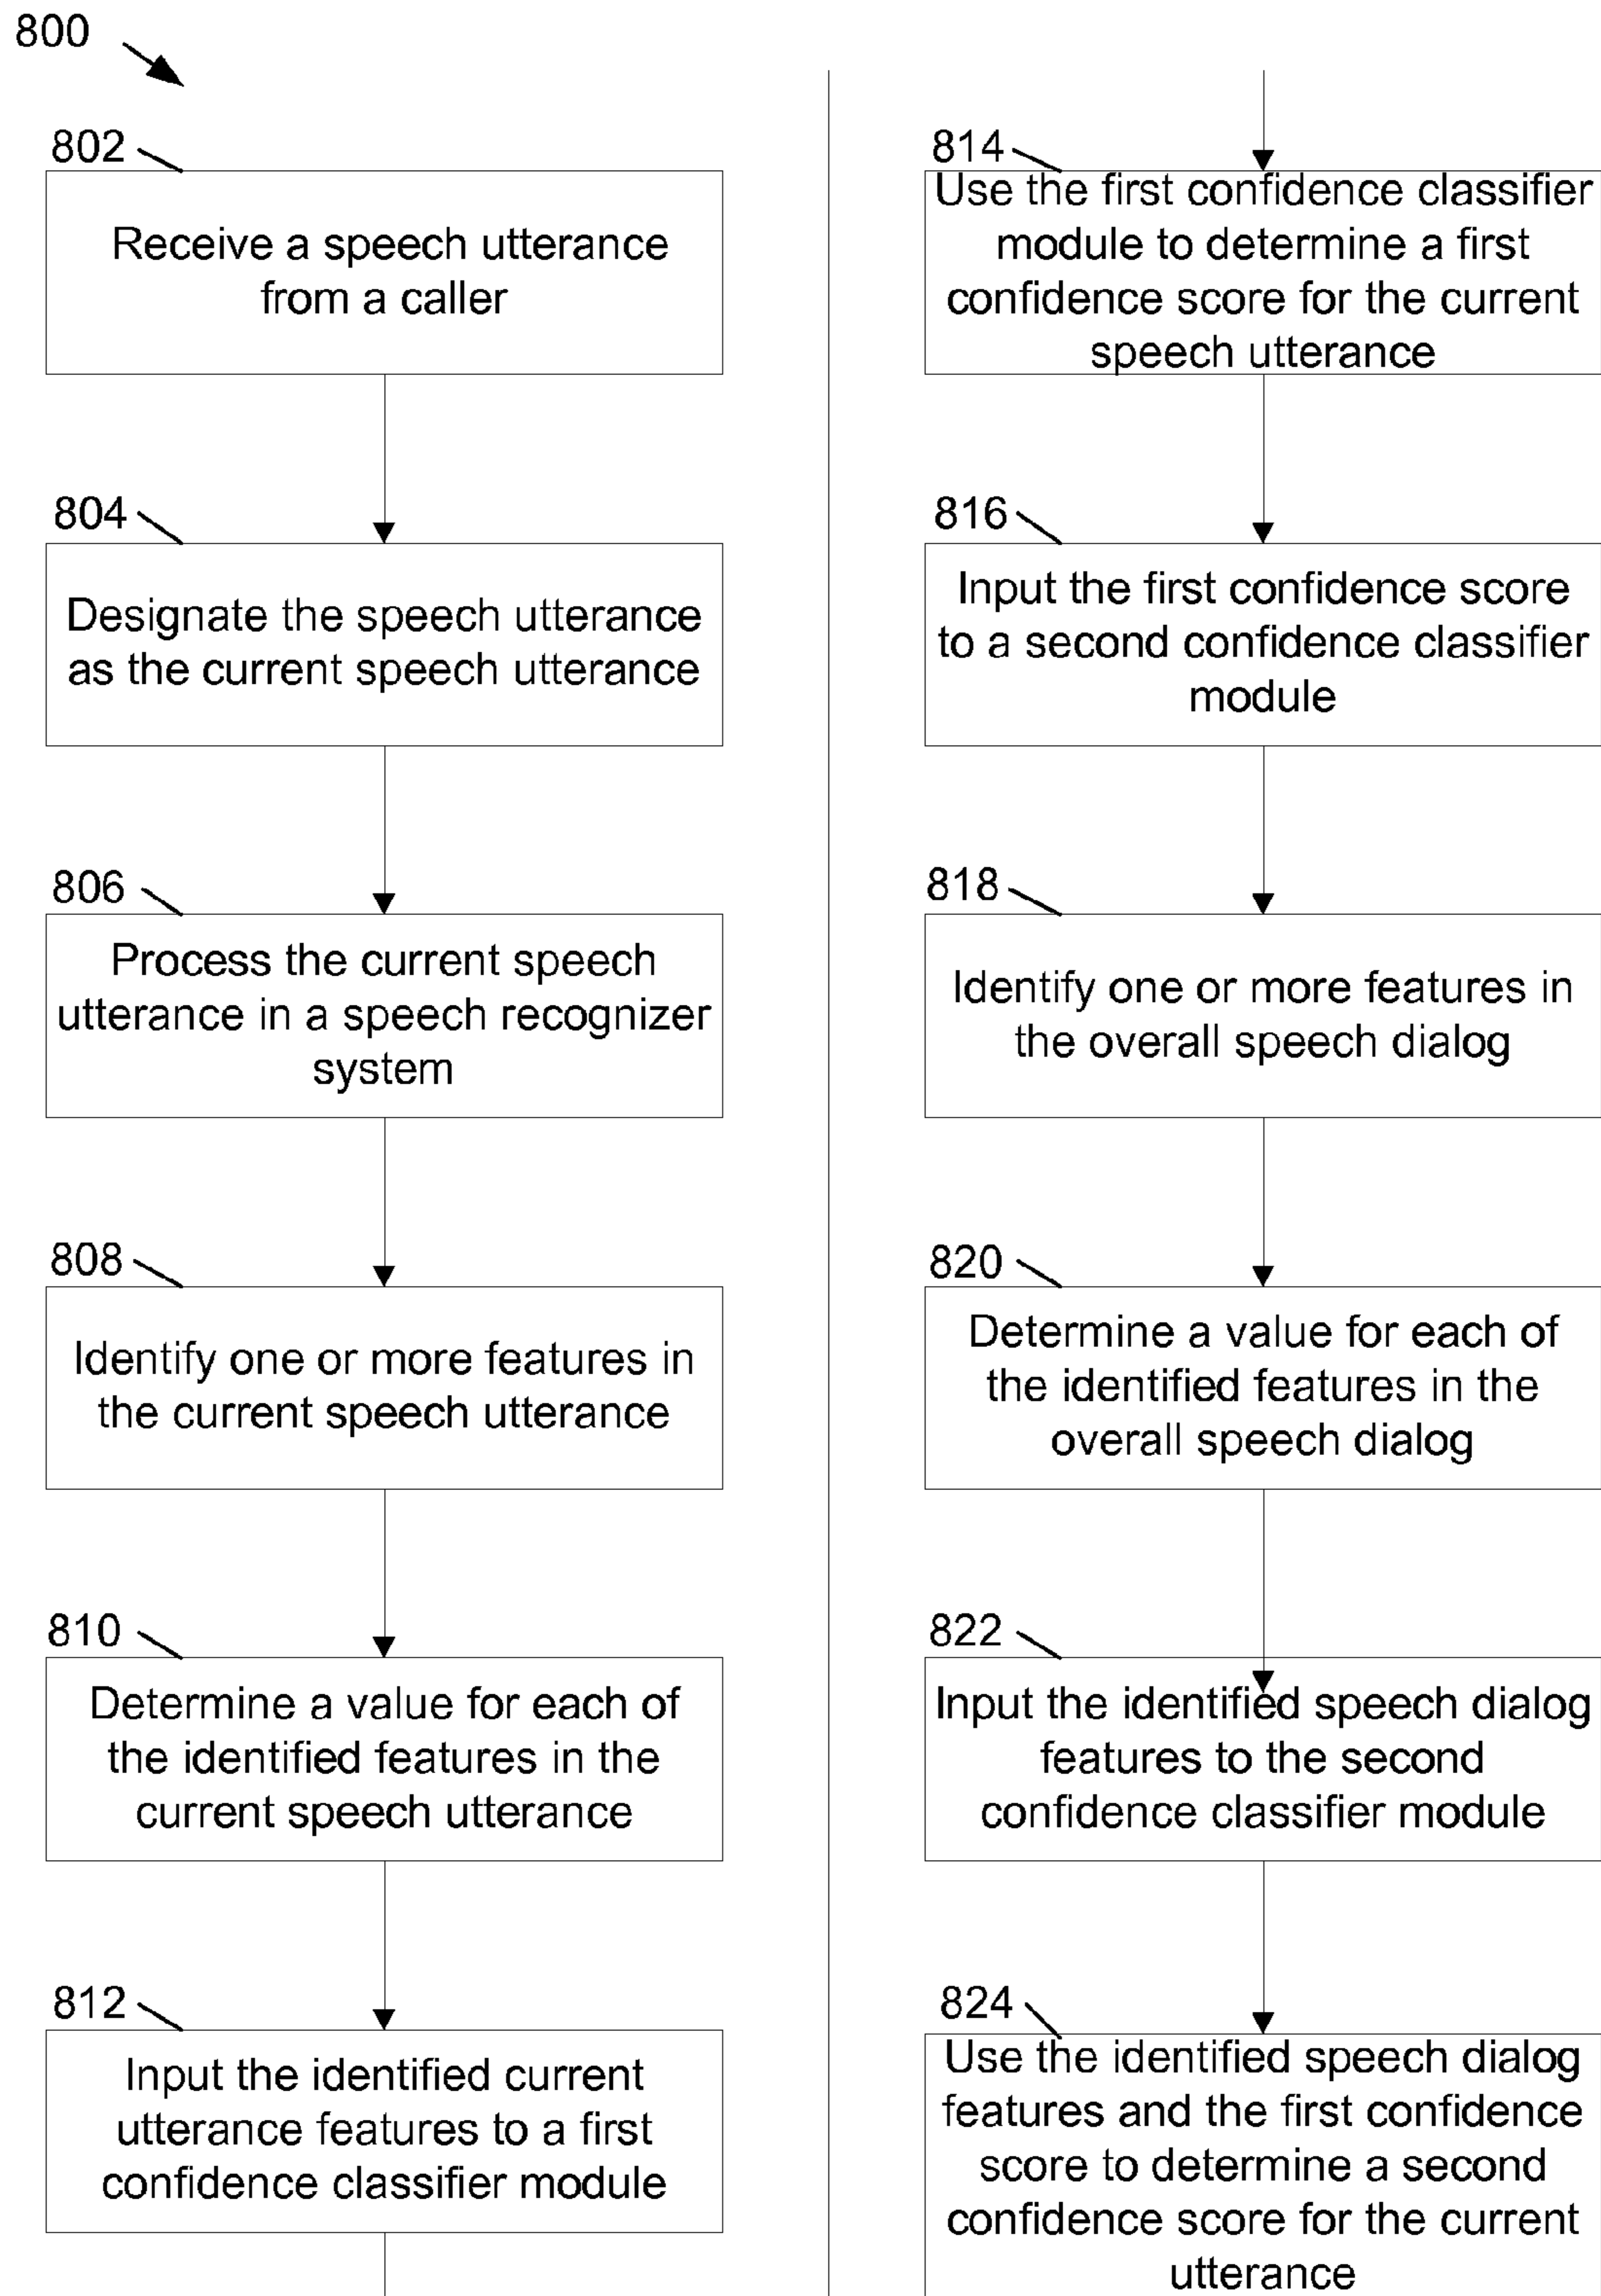 800
802
Receive a speech utterance
from a caller
804
Designate the speech utterance
as the current speech utterance
806
Process the current speech
utterance in a speech recognizer
system
808
Identify one or more features in
the current speech utterance
810
Determine a value for each of
the identified features in the
current speech utterance
812
Input the identified current
utterance features to a first
confidence classifier module
814
Use the first confidence classifier
module to determine a first
confidence score for the current
speech utterance
816
Input the first confidence score
to a second confidence classifier
module
818
Identify one or more features in
the overall speech dialog
820
Determine a value for each of
the identified features in the
overall speech dialog
822
Input the identified speech dialog
features to the second
confidence classifier module
824
Use the identified speech dialog
features and the first confidence
score to determine a second
confidence score for the current
utterance